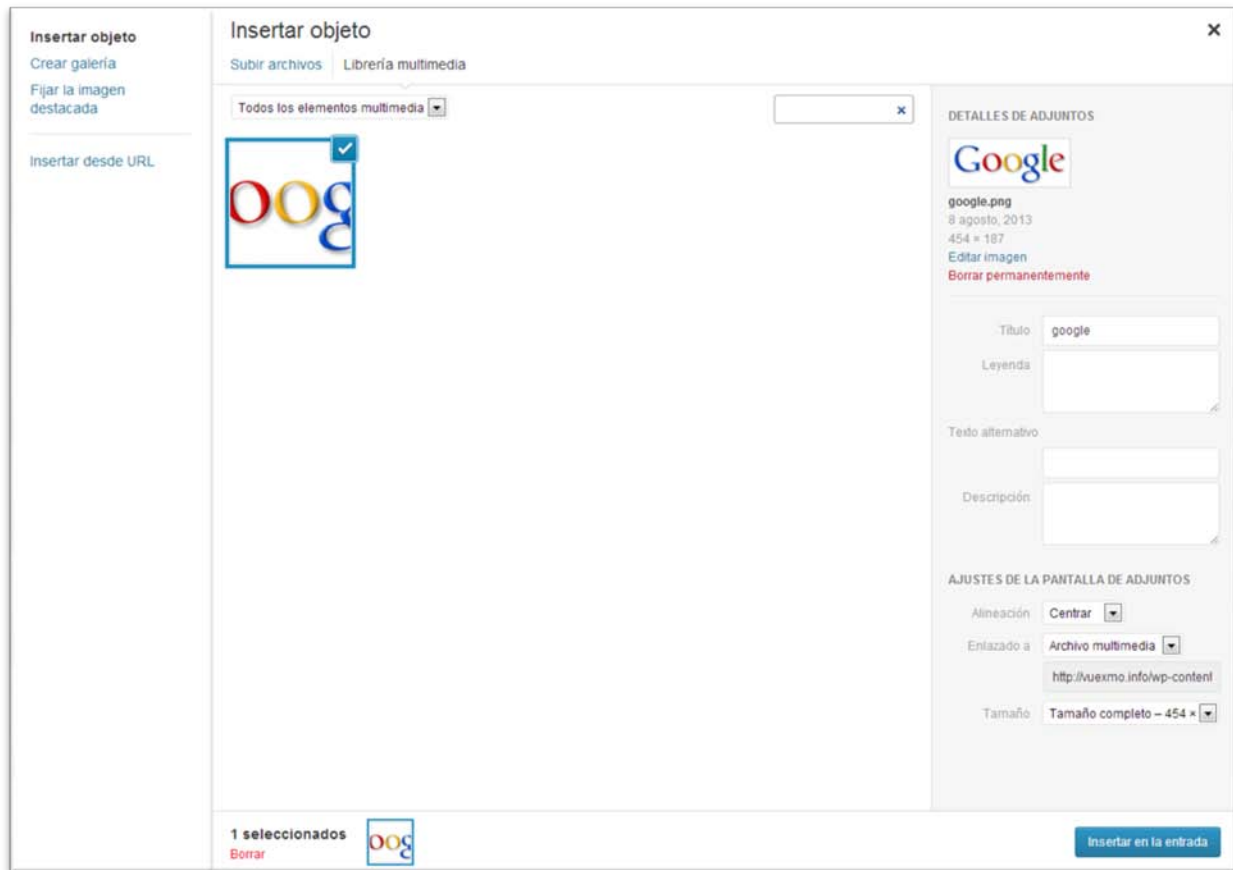 Insertar objeto
Crear galería
Fijar la imagen
destacada
Insertar desde URL
Insertar objeto
Subir archivos
Librería multimedia
Todos los elementos multimedia
oog
DETALLES DE ADJUNTOS
Google
google.png
8 agosto, 2013
454 × 187
Editar imagen
Borrar permanentemente
Título
google
Leyenda
Texto alternativo
Descripción
AJUSTES DE LA PANTALLA DE ADJUNTOS
Alineación
Centrar
Enlazado a
Archivo multimedia
http://vuexmo.info/wp-content
Tamaño
Tamaño completo – 454 ×
1 seleccionados
Borrar
oog
Insertar en la entrada